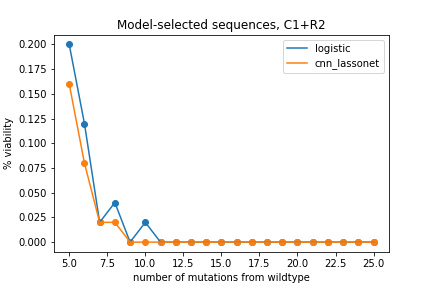 Model-selected sequences, C1+R2
logistic
cnn_lassonet
% viability
0.200
0.175
0.150
0.125
0.100
0.075
0.050
0.025
0.000
5.0 7.5 10.0 12.5 15.0 17.5 20.0 22.5 25.0
number of mutations from wildtype